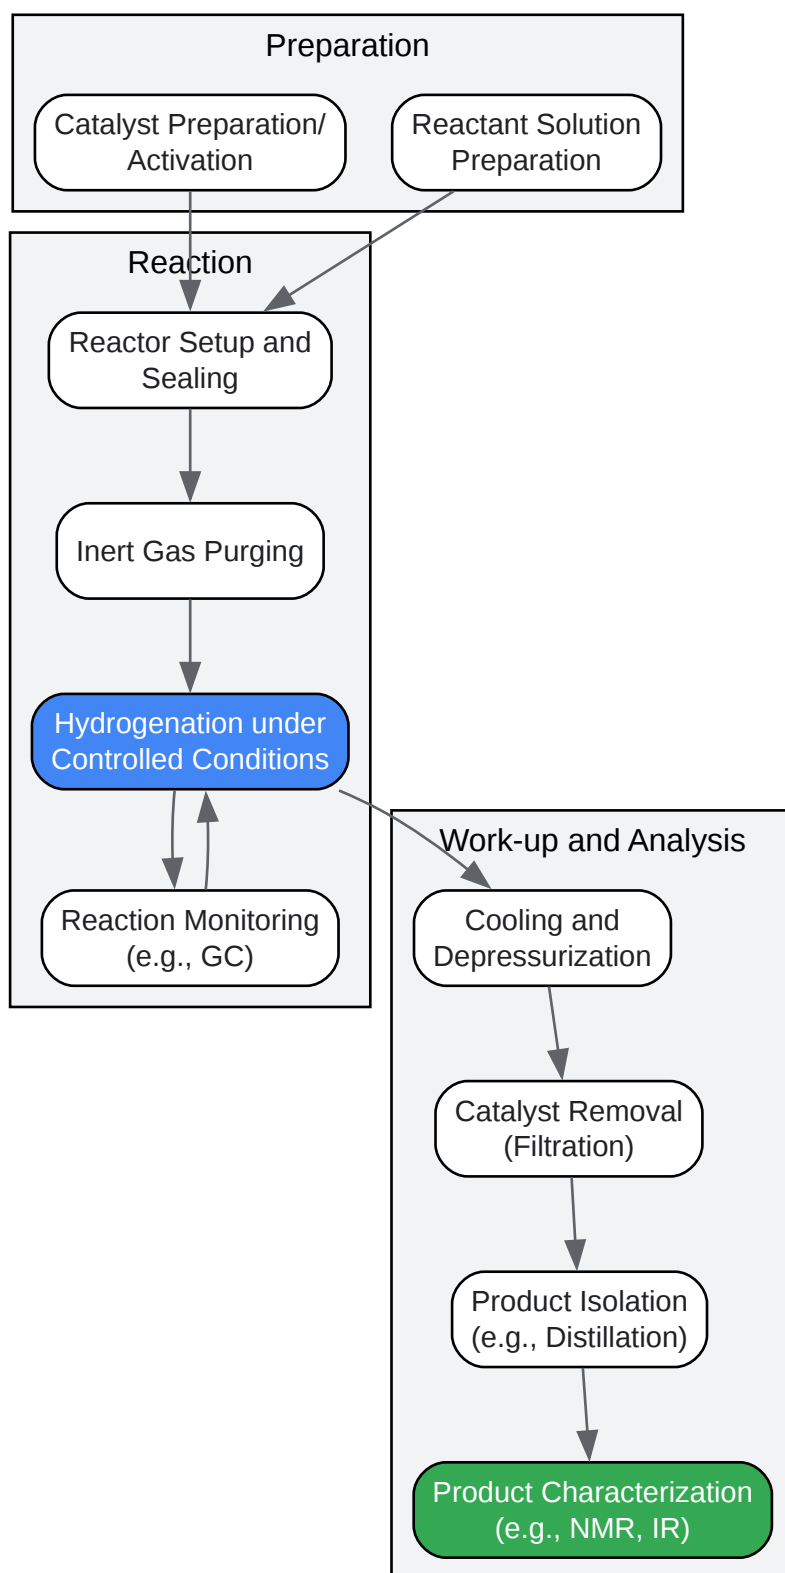 Preparation
Catalyst Preparation/
Activation
Reactant Solution
Preparation
Reaction
Reactor Setup and
Sealing
Inert Gas Purging
Hydrogenation under
Controlled Conditions
Reaction Monitoring
(e.g., GC)
Work-up and Analysis
Cooling and
Depressurization
Catalyst Removal
(Filtration)
Product Isolation
(e.g., Distillation)
Product Characterization
(e.g., NMR, IR)